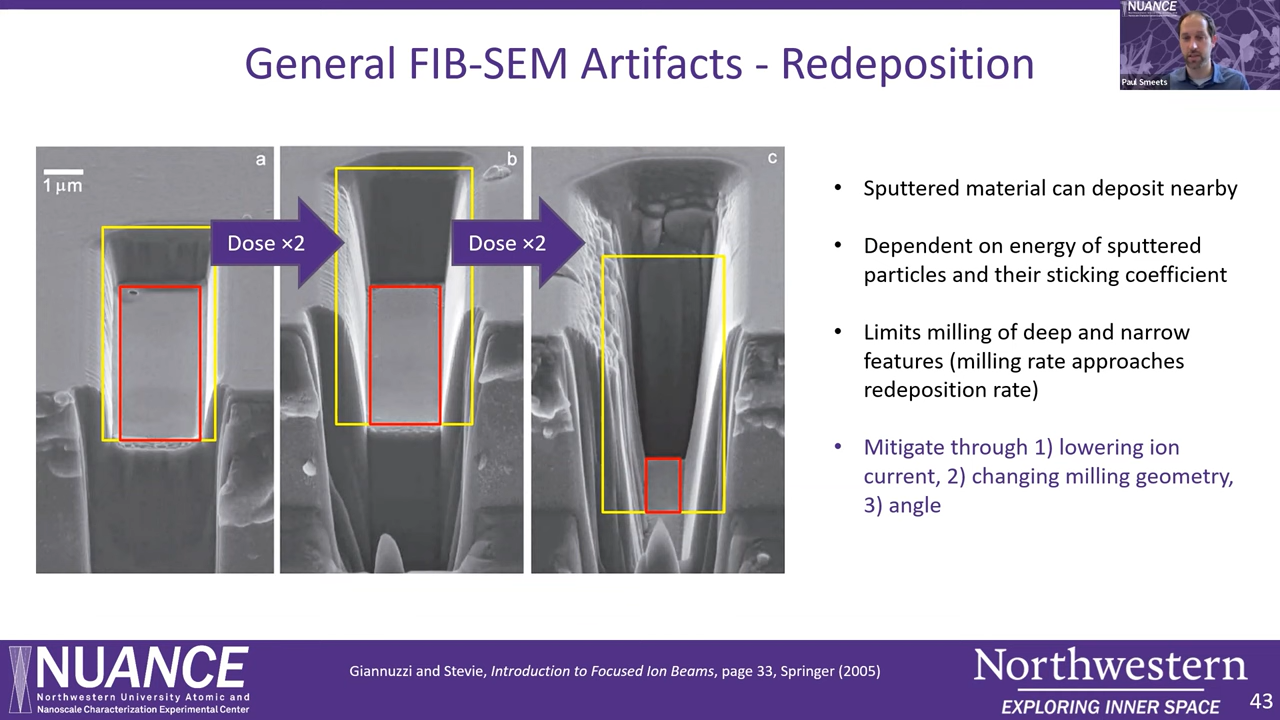 General FIB-SEM Artifacts - Redeposition
NUANCE
Paul Smeets
a
1 μm
Dose ×2
b
Dose ×2
c
• Sputtered material can deposit nearby
• Dependent on energy of sputtered
particles and their sticking coefficient
• Limits milling of deep and narrow
features (milling rate approaches
redeposition rate)
• Mitigate through 1) lowering ion
current, 2) changing milling geometry,
3) angle
NUANCE
Northwestern University Atomic and
Nanoscale Characterization Experimental Center
Giannuzzi and Stevie, Introduction to Focused Ion Beams, page 33, Springer (2005)
Northwestern
EXPLORING INNER SPACE
43